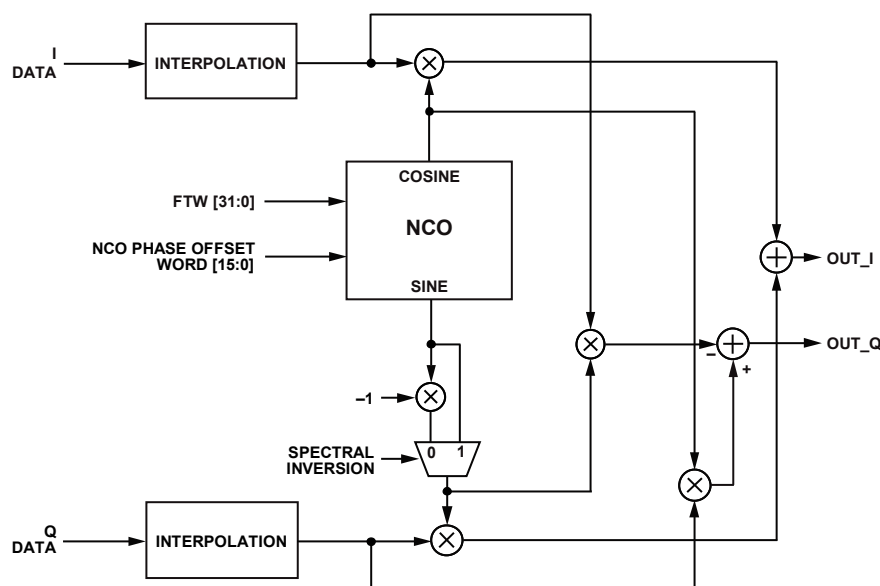 I
DATA
INTERPOLATION
COSINE
FTW [31:0]
NCO
NCO PHASE OFFSET
WORD [15:0]
SINE
OUT_I
OUT_Q
–
+
–1
0 1
SPECTRAL
INVERSION
Q
DATA
INTERPOLATION